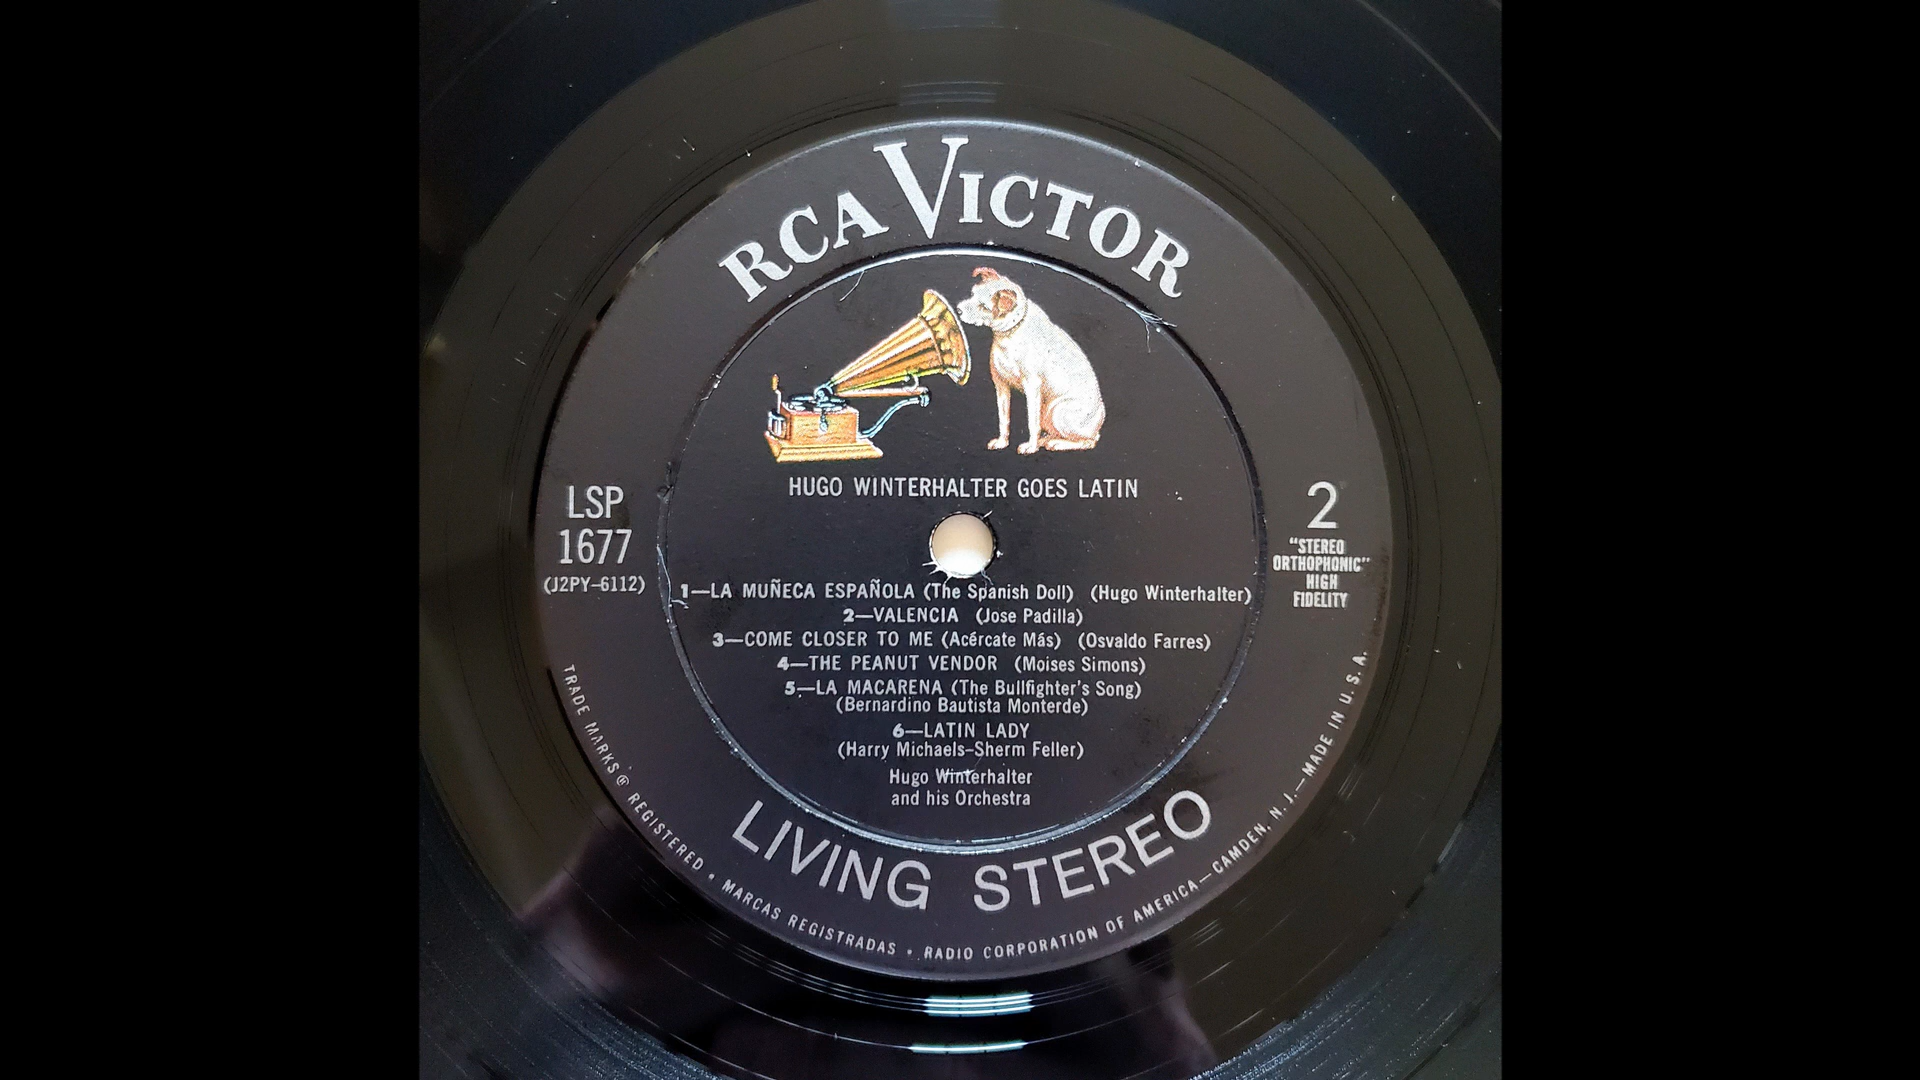 RCA VICTOR
HUGO WINTERHALTER GOES LATIN
LSP
1677
(J2PY-6112)
2
"STEREO
ORTHOPHONIC"
HIGH
FIDELITY
1—LA MUÑECA ESPAÑOLA (The Spanish Doll) (Hugo Winterhalter)
2—VALENCIA (Jose Padilla)
3—COME CLOSER TO ME (Acércate Más) (Osvaldo Farres)
4—THE PEANUT VENDOR (Moises Simons)
5—LA MACARENA (The Bullfighter's Song)
(Bernardino Bautista Monterde)
6—LATIN LADY
(Harry Michaels-Sherm Feller)
Hugo Winterhalter
and his Orchestra
LIVING STEREO
TRADE MARKS ® REGISTERED • MARCAS REGISTRADAS • RADIO CORPORATION OF AMERICA—CAMDEN, N. J.—MADE IN U. S. A.